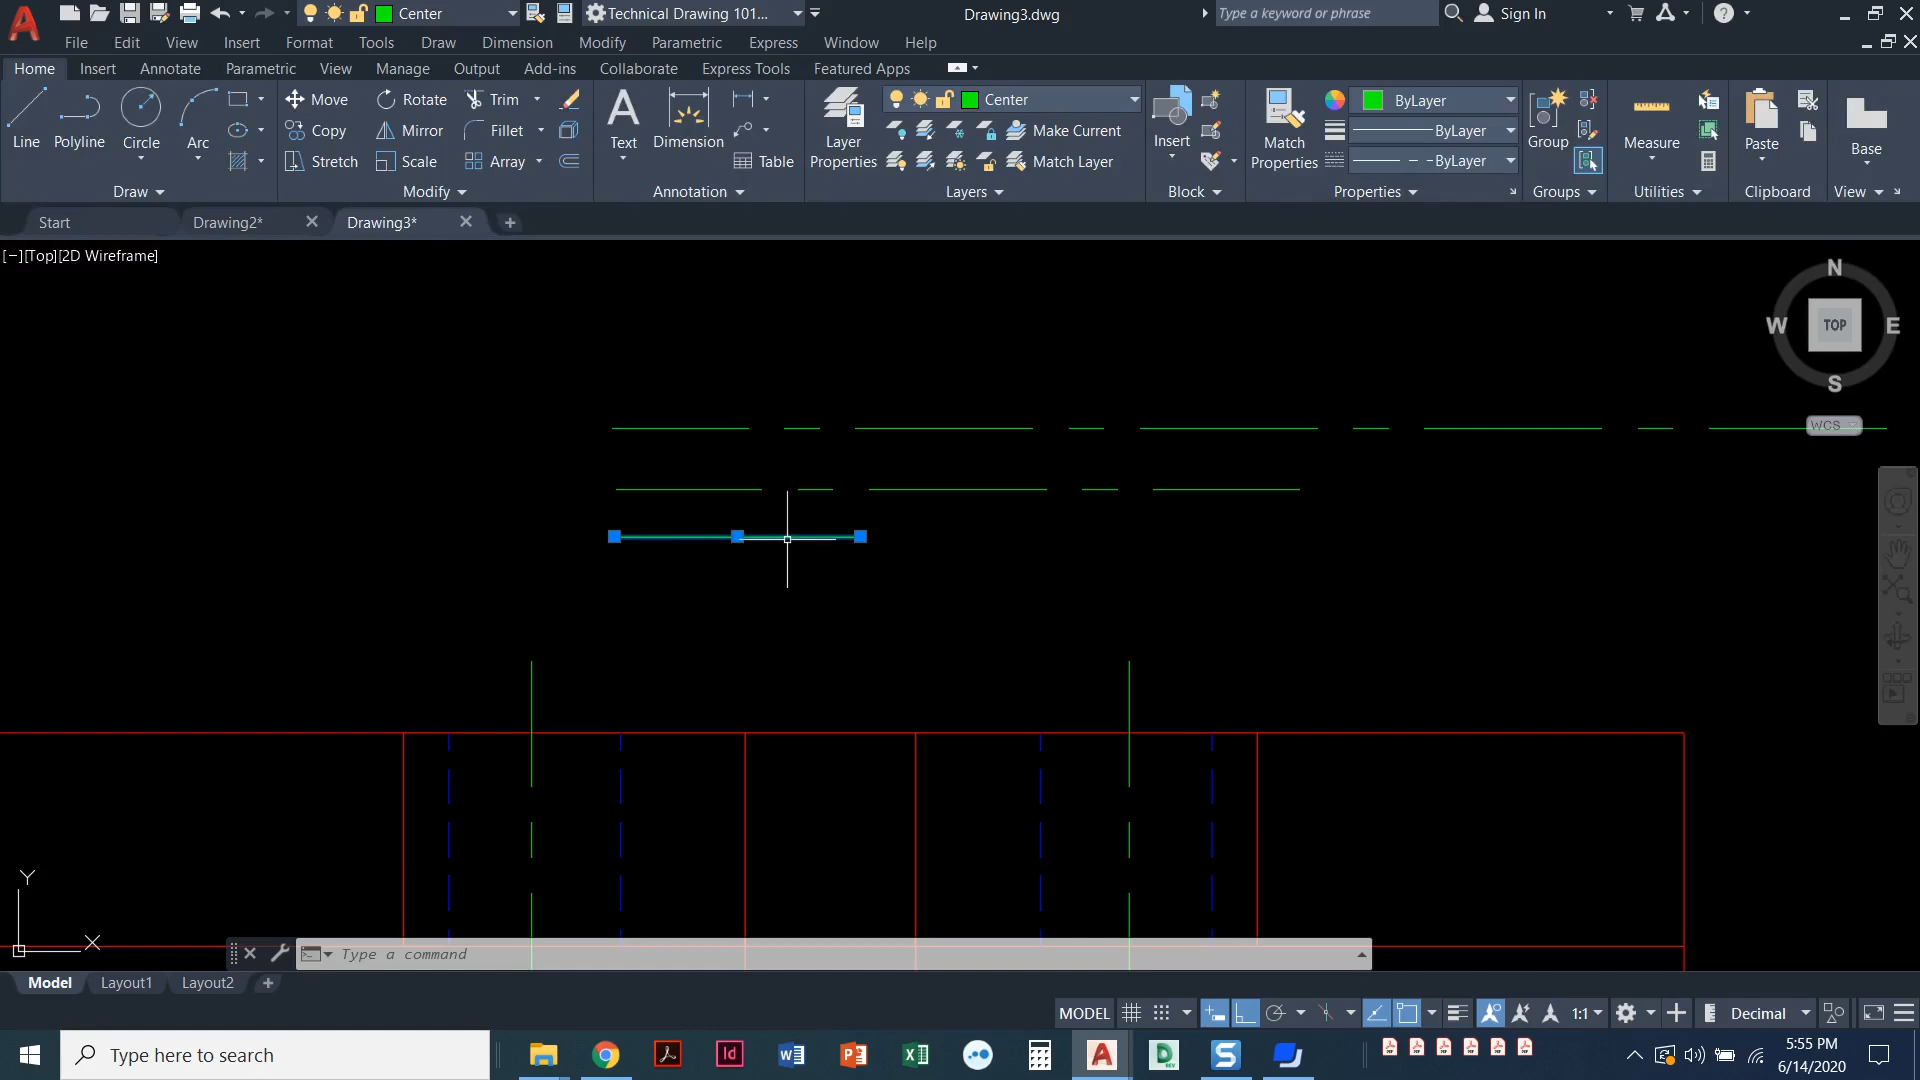 Center
Technical Drawing 101...
Drawing3.dwg
Type a keyword or phrase
Sign In
File Edit View Insert Format Tools Draw Dimension Modify Parametric Express Window Help
Home Insert Annotate Parametric View Manage Output Add-ins Collaborate Express Tools Featured Apps
Line
Polyline
Circle
Arc
Draw
Move Rotate Trim
Copy Mirror Fillet
Stretch Scale Array
Modify
Text
Dimension
Table
Annotation
Layer
Properties
Center
Make Current
Match Layer
Layers
Insert
Block
Match
Properties
ByLayer
ByLayer
ByLayer
Properties
Group
Groups
Measure
Utilities
Paste
Clipboard
Base
View
Start Drawing2* Drawing3*
[−][Top][2D Wireframe]
N
W TOP E
S
WCS
Y
X
Type a command
Model Layout1 Layout2
MODEL 1:1 Decimal
Type here to search
5:55 PM
6/14/2020